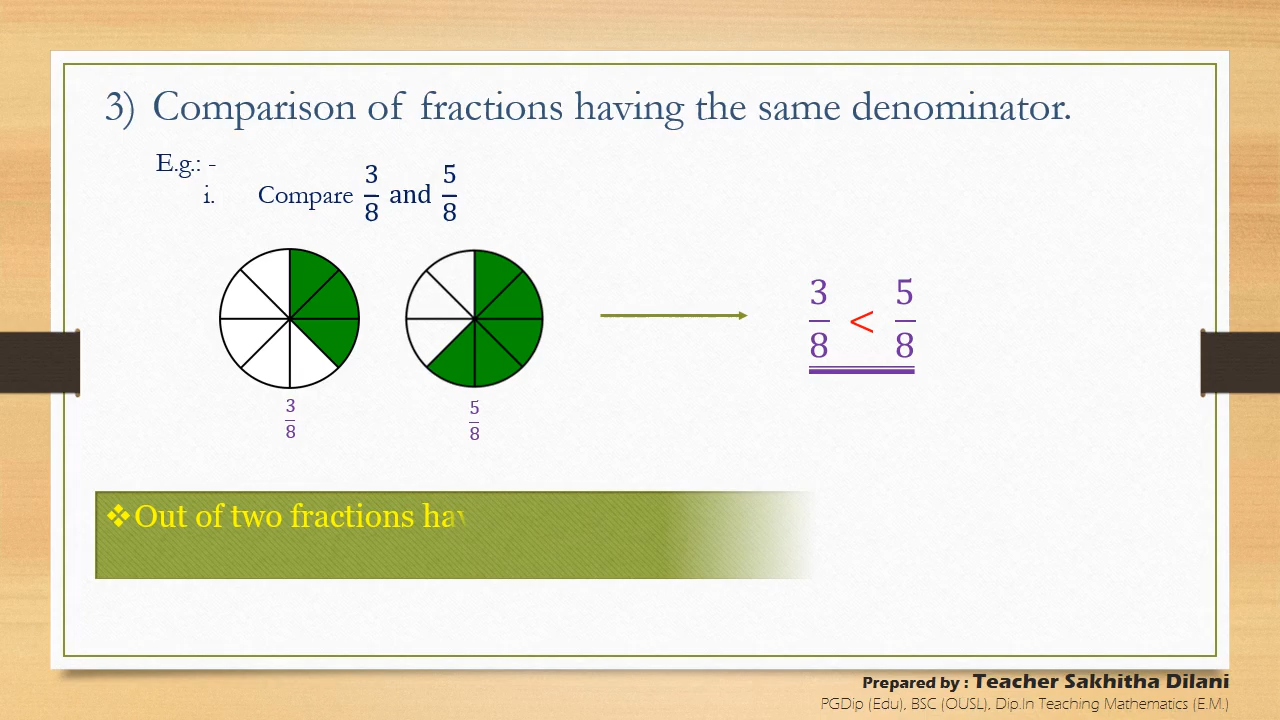 3) Comparison of fractions having the same denominator.
E.g.: -
i. Compare 3/8 and 5/8
3/8 < 5/8
3/8
5/8
❖Out of two fractions
Prepared by : Teacher Sakhitha Dilani
PGDip (Edu), BSC (OUSL), Dip.In Teaching Mathematics (E.M.)